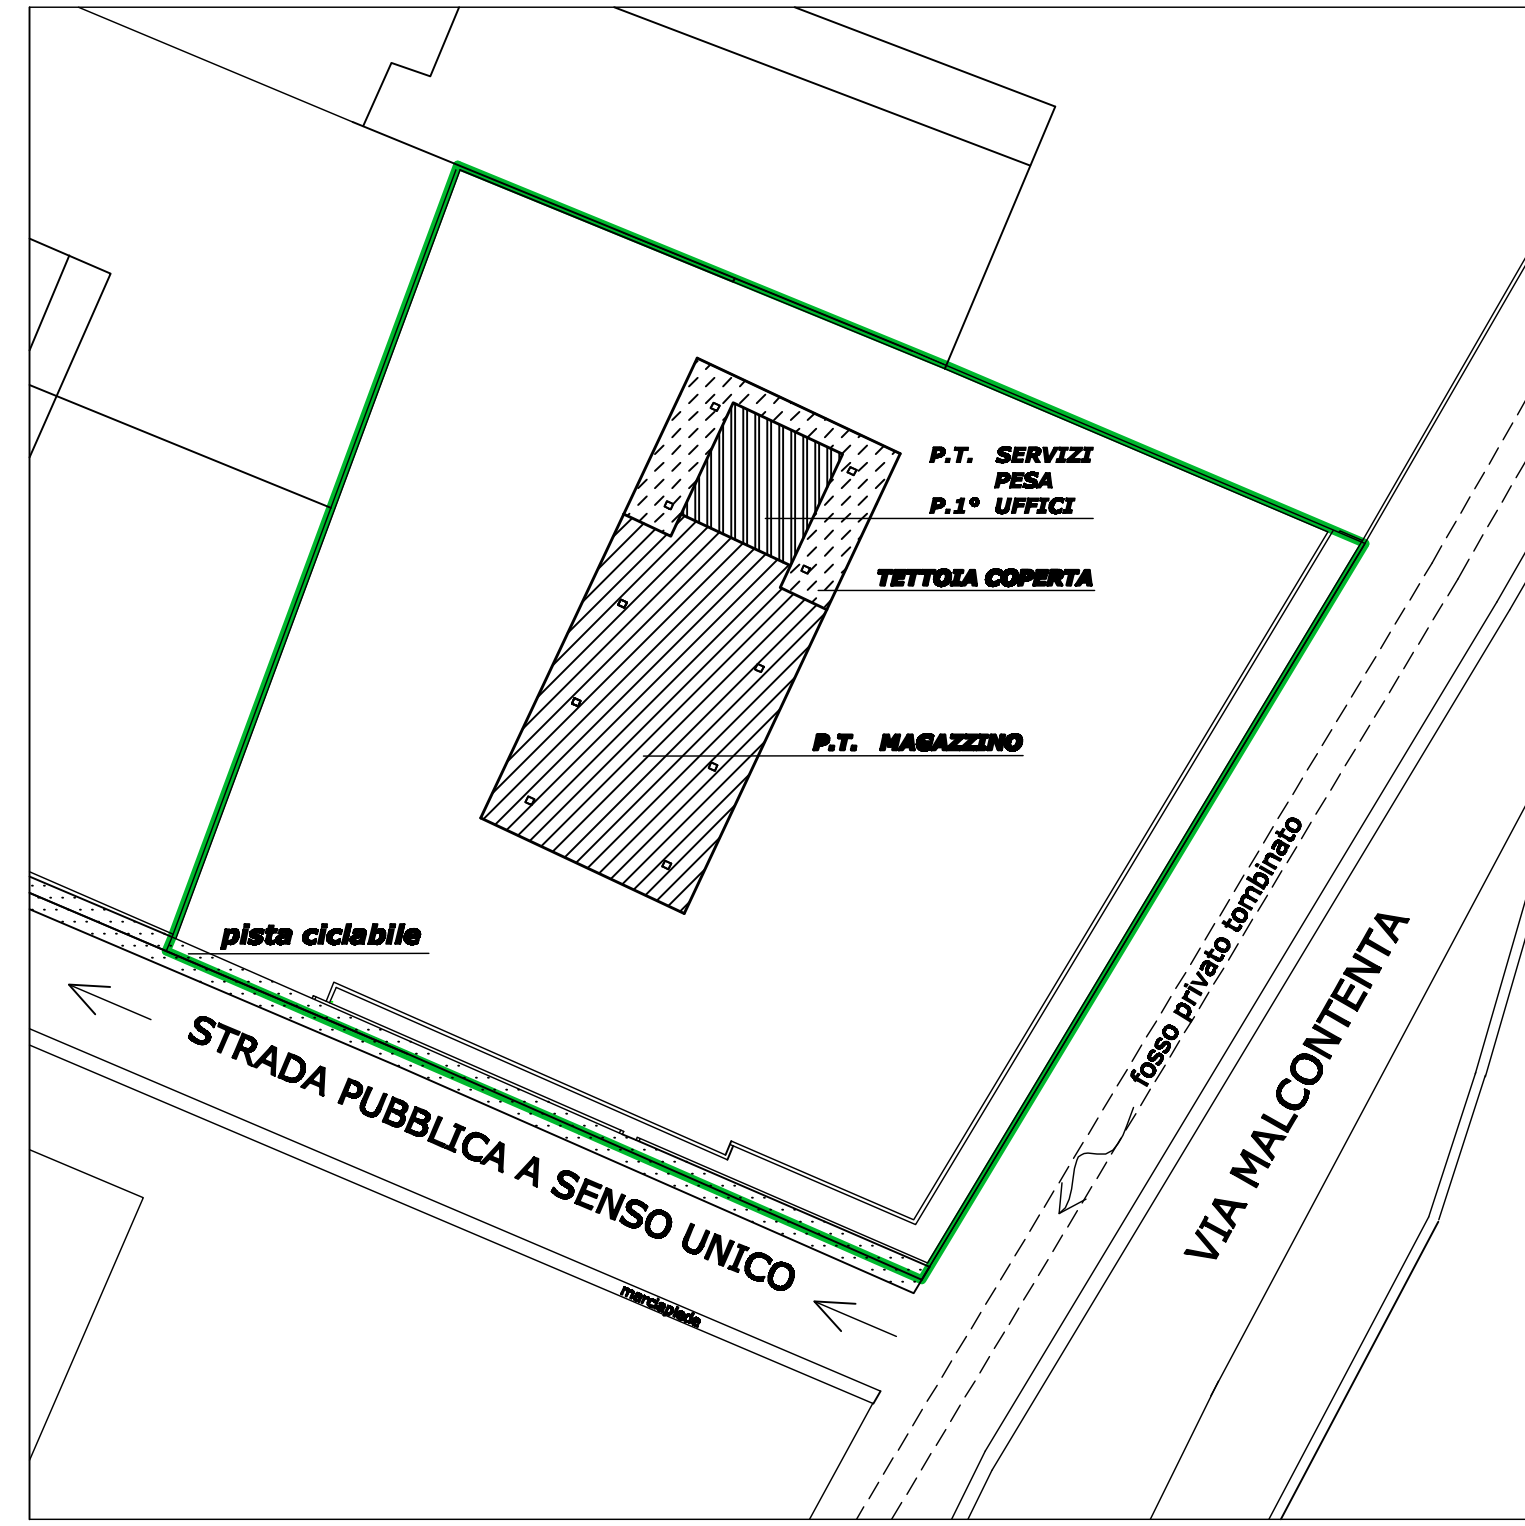 P.T. SERVIZI
PESA
P.1° UFFICI
TETTOIA COPERTA
P.T. MAGAZZINO
pista ciclabile
STRADA PUBBLICA A SENSO UNICO
marciapiede
fosso privato tombinato
VIA MALCONTENTA